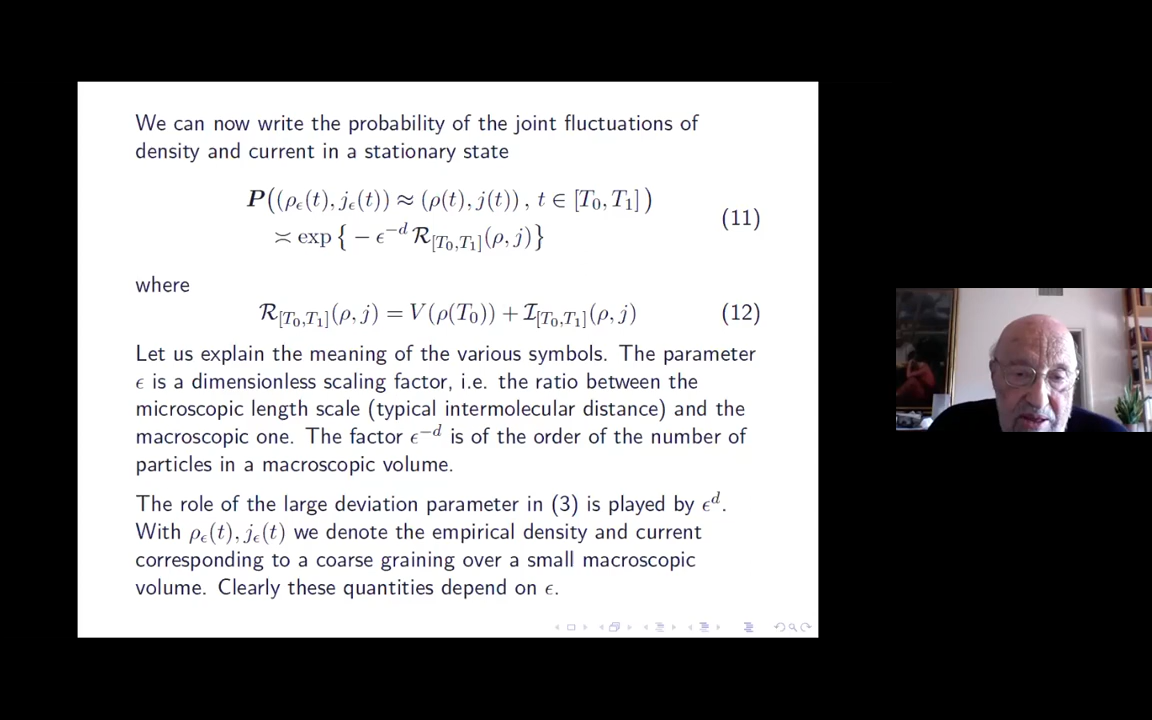 We can now write the probability of the joint fluctuations of
density and current in a stationary state
P((ρ_ϵ(t), j_ϵ(t)) ≈ (ρ(t), j(t)) , t ∈ [T_0, T_1])
≍ exp{ − ϵ^{−d} R_{[T_0,T_1]}(ρ, j)} (11)
where
R_{[T_0,T_1]}(ρ, j) = V(ρ(T_0)) + I_{[T_0,T_1]}(ρ, j) (12)
Let us explain the meaning of the various symbols. The parameter
ϵ is a dimensionless scaling factor, i.e. the ratio between the
microscopic length scale (typical intermolecular distance) and the
macroscopic one. The factor ϵ^{−d} is of the order of the number of
particles in a macroscopic volume.
The role of the large deviation parameter in (3) is played by ϵ^d.
With ρ_ϵ(t), j_ϵ(t) we denote the empirical density and current
corresponding to a coarse graining over a small macroscopic
volume. Clearly these quantities depend on ϵ.